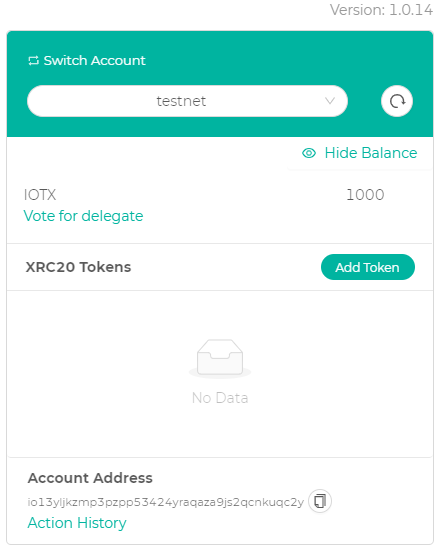 Version: 1.0.14
Switch Account
testnet
Hide Balance
IOTX 1000
Vote for delegate
XRC20 Tokens Add Token
No Data
Account Address
io13yljkzmp3pzpp53424yraqaza9js2qcnkuqc2y
Action History